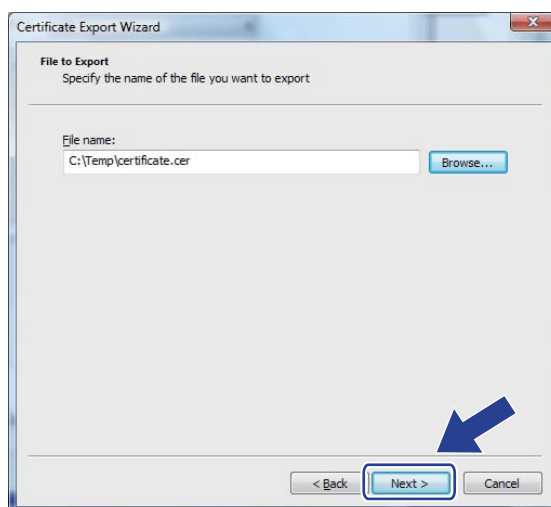 Certificate Export Wizard
File to Export
Specify the name of the file you want to export
File name:
C:\Temp\certificate.cer
Browse...
< Back Next > Cancel